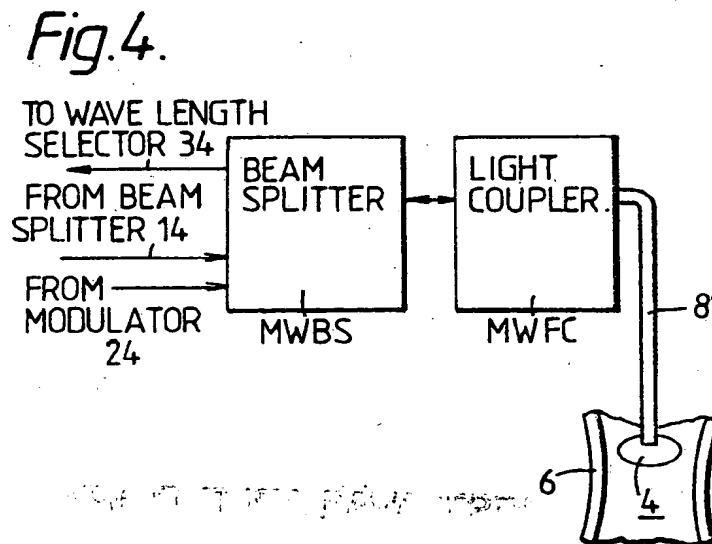 Fig.4.
TO WAVE LENGTH
SELECTOR 34
FROM BEAM
SPLITTER 14
FROM
MODULATOR
24
BEAM
SPLITTER
MWBS
LIGHT
COUPLER.
MWFC
8
6
4